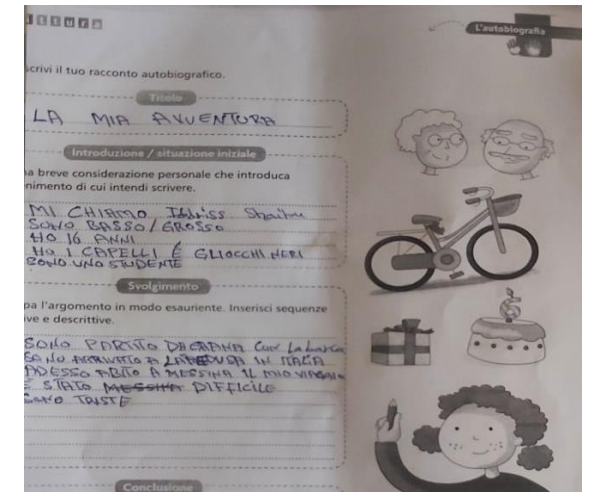 L'autobiografia
scrivi il tuo racconto autobiografico.
Titolo
LA MIA AVVENTURA
Introduzione / situazione iniziale
a breve considerazione personale che introduca
nimento di cui intendi scrivere.
MI CHIAMO Idriss
SONO BASSO / GROSSO
HO 16 ANNI
HO I CAPELLI É GLIOCCHI NERI
SONO UNO STUDENTE
Svolgimento
pa l'argomento in modo esauriente. Inserisci sequenze
ive e descrittive.
SONO PARTITO DAGHANA CON La barca
SONO ARRIVATO A IN ITALIA
ADESSO ABITO A MESSINA IL MIO VIAGGIO
É STATO DIFFICILE
SONO TRISTE
Conclusione